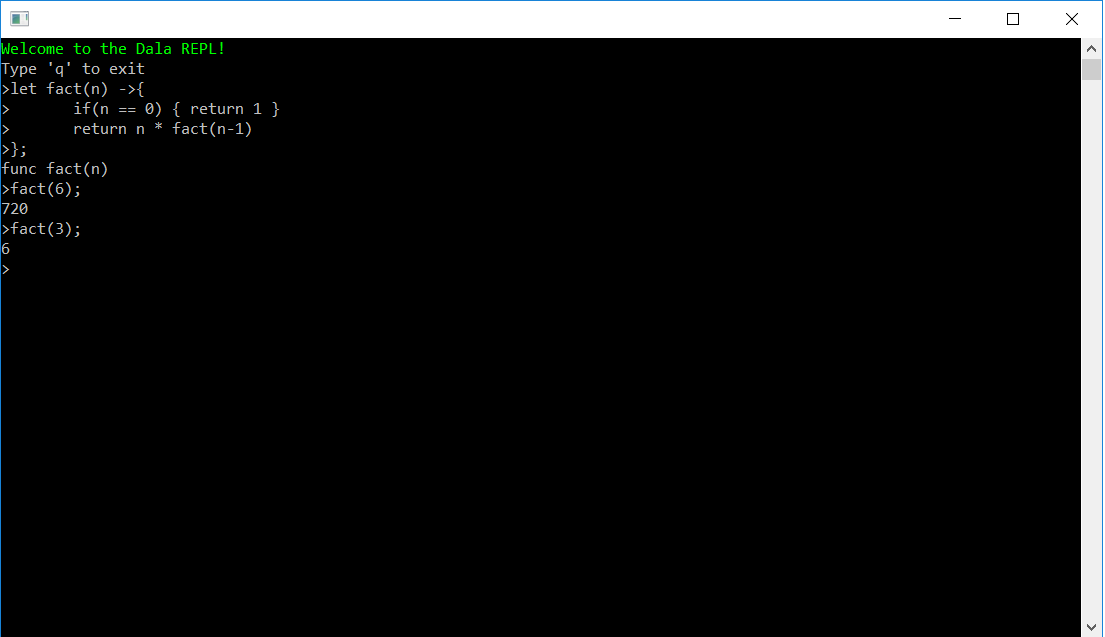 Welcome to the Dala REPL!
Type 'q' to exit
>let fact(n) ->{
>       if(n == 0) { return 1 }
>       return n * fact(n-1)
>};
func fact(n)
>fact(6);
720
>fact(3);
6
>